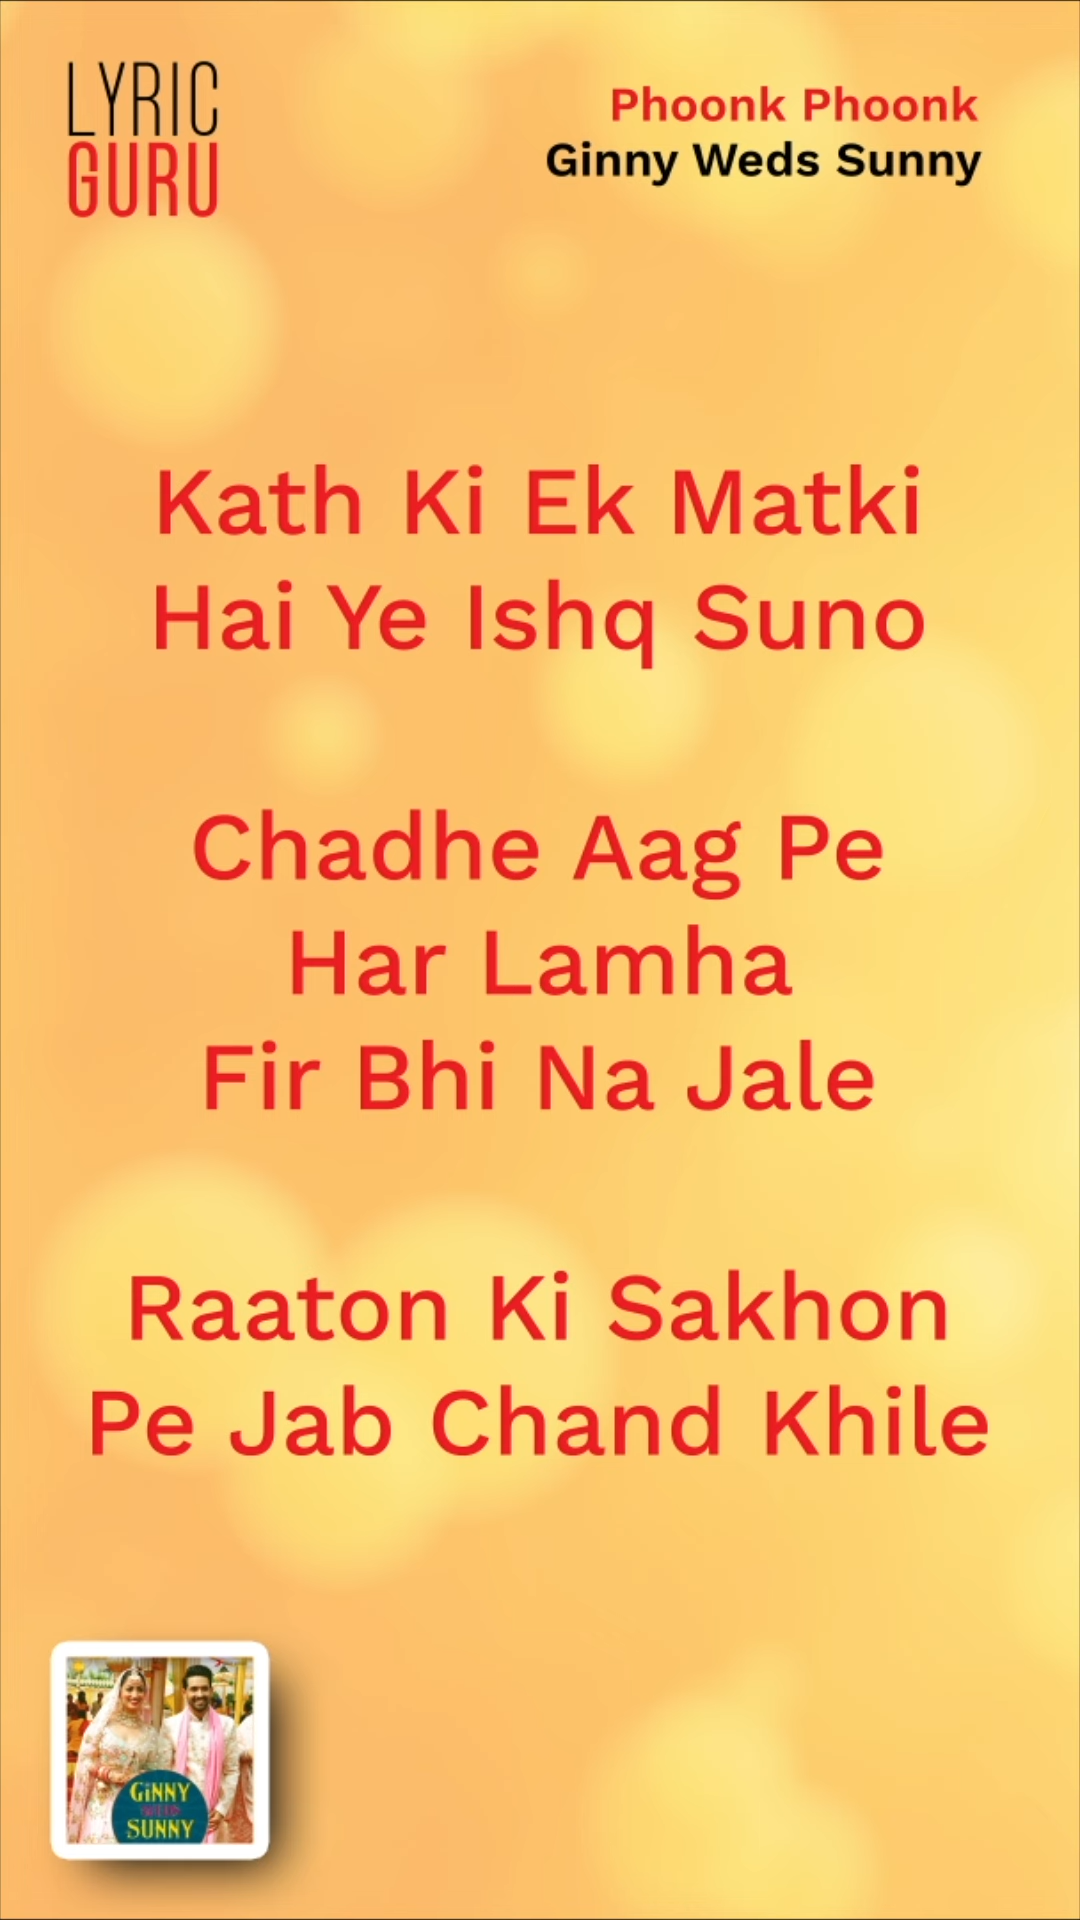 LYRIC
GURU
Phoonk Phoonk
Ginny Weds Sunny
Kath Ki Ek Matki
Hai Ye Ishq Suno
Chadhe Aag Pe
Har Lamha
Fir Bhi Na Jale
Raaton Ki Sakhon
Pe Jab Chand Khile
GiNNY
WEDS
SUNNY